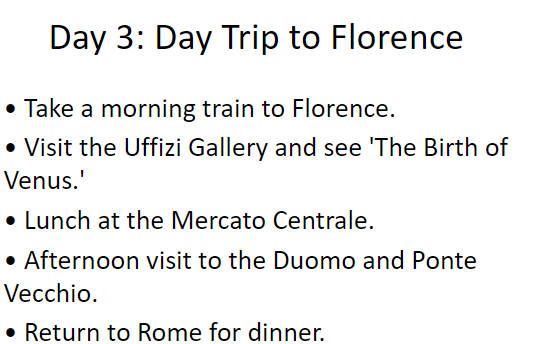 Day 3: Day Trip to Florence
• Take a morning train to Florence.
• Visit the Uffizi Gallery and see 'The Birth of
Venus.'
• Lunch at the Mercato Centrale.
• Afternoon visit to the Duomo and Ponte
Vecchio.
• Return to Rome for dinner.